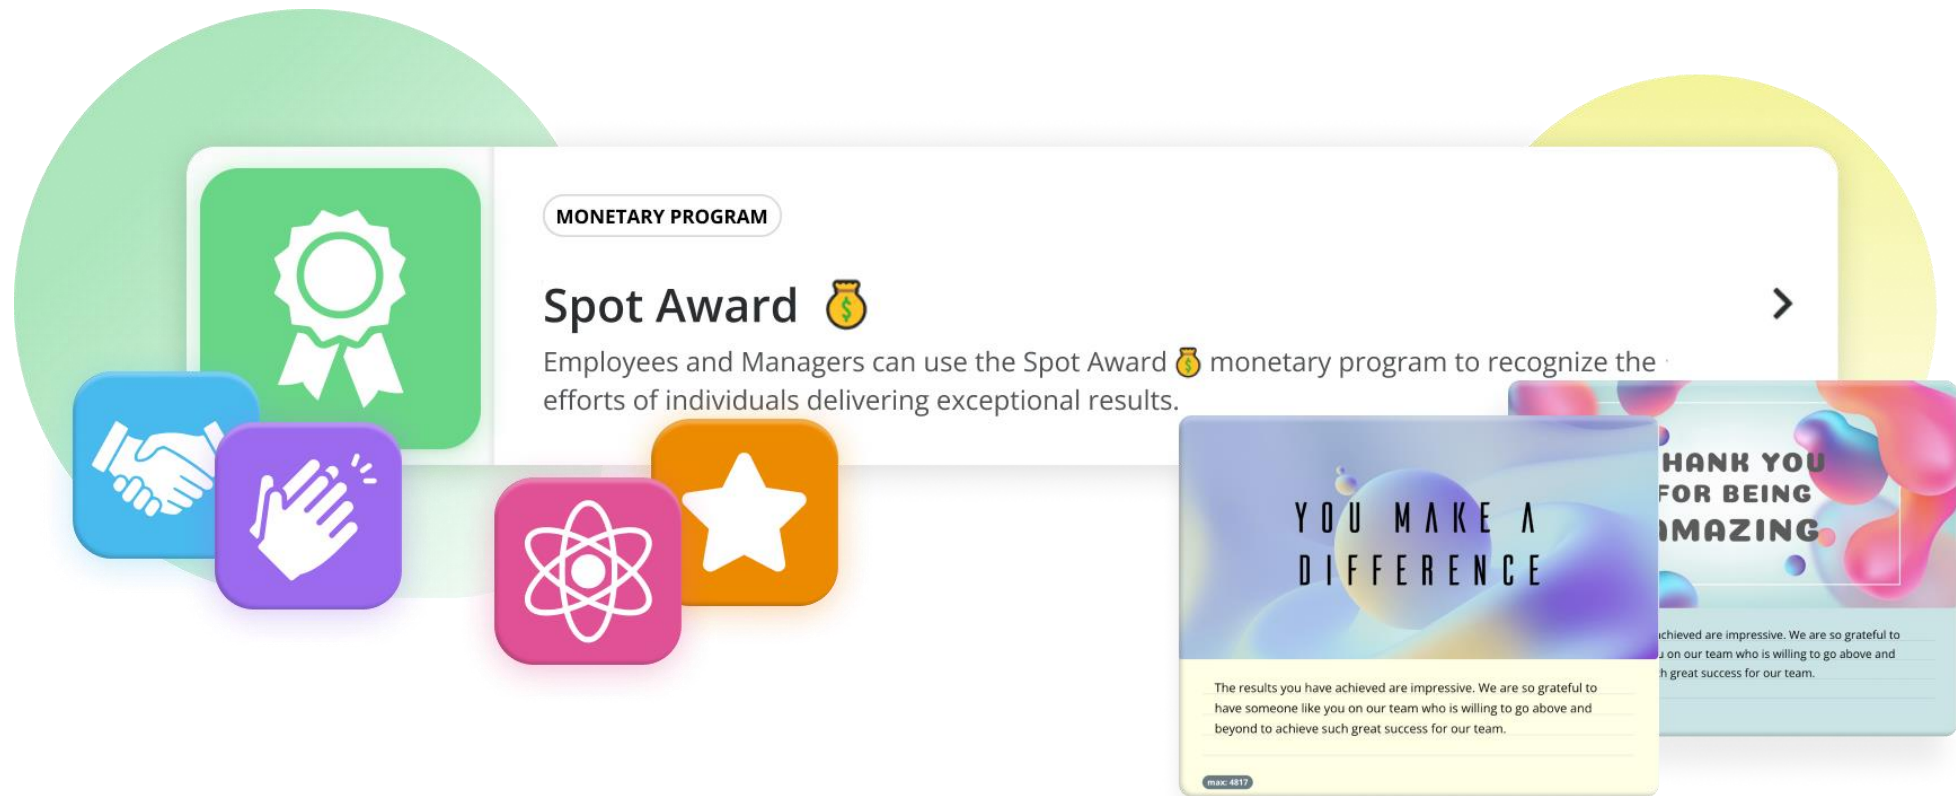 MONETARY PROGRAM
Spot Award
Employees and Managers can use the Spot Award monetary program to recognize the
efforts of individuals delivering exceptional results.
YOU MAKE A
DIFFERENCE
The results you have achieved are impressive. We are so grateful to
have someone like you on our team who is willing to go above and
beyond to achieve such great success for our team.
max: 4817
HANK YOU
FOR BEING
AMAZING
achieved are impressive. We are so grateful to
on our team who is willing to go above and
great success for our team.